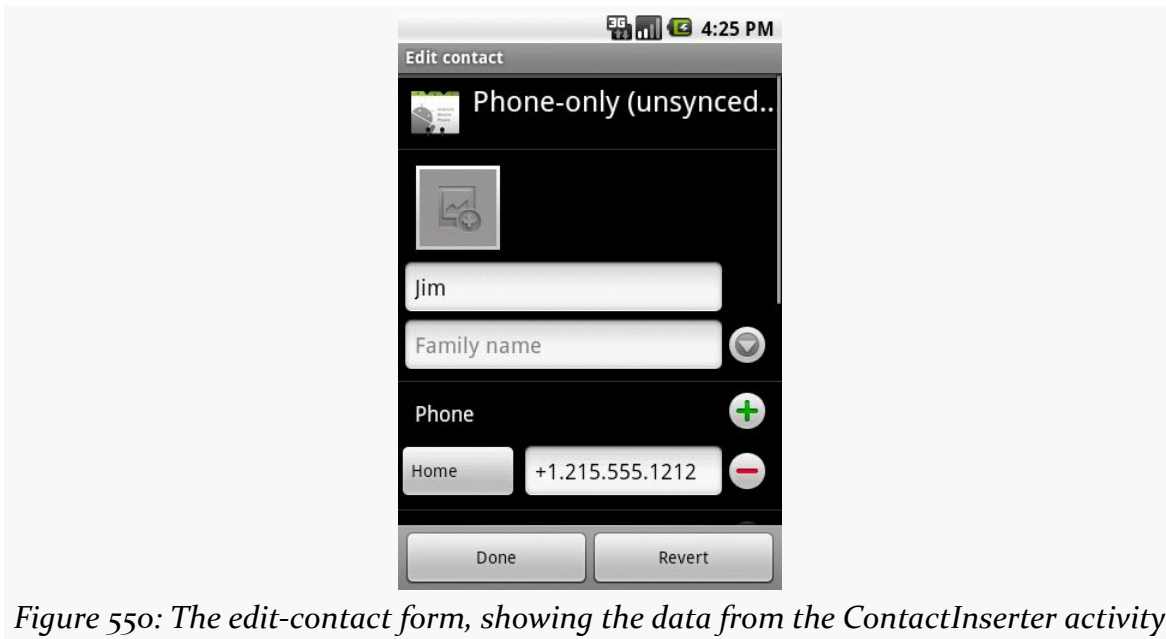 3G 4:25 PM
Edit contact
Phone-only (unsynced..
Jim
Family name
Phone
Home +1.215.555.1212
Done Revert
Figure 550: The edit-contact form, showing the data from the ContactInserter activity